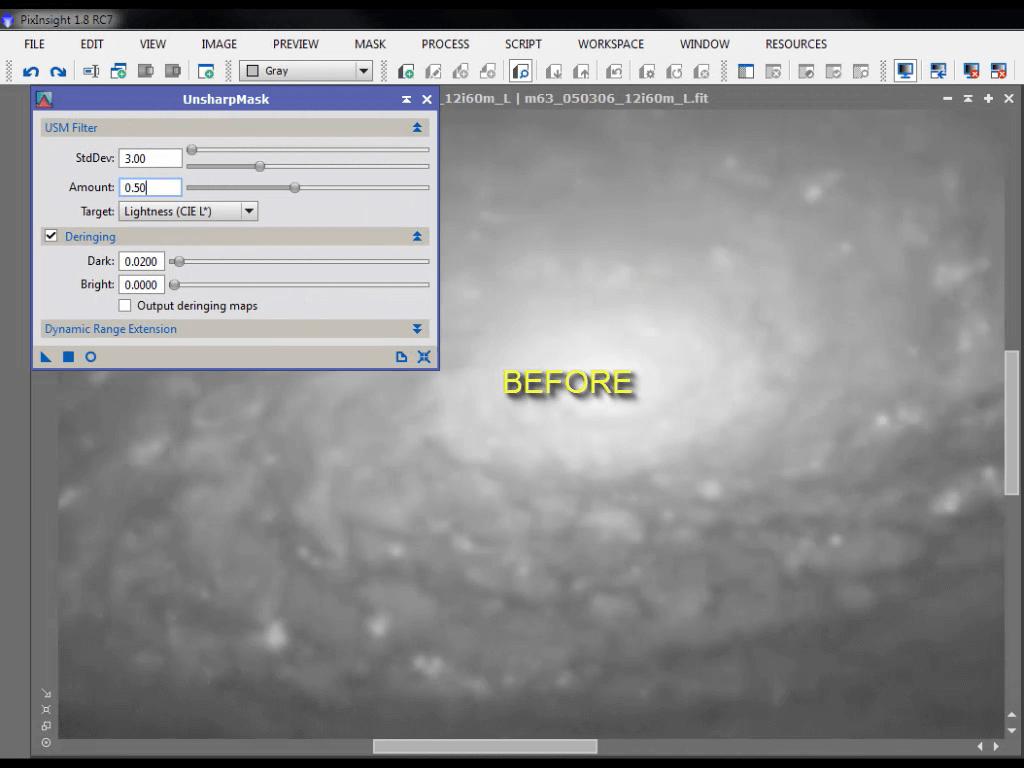 PixInsight 1.8 RC7
FILE EDIT VIEW IMAGE PREVIEW MASK PROCESS SCRIPT WORKSPACE WINDOW RESOURCES
Gray
UnsharpMask
_12i60m_L | m63_050306_12i60m_L.fit
USM Filter
StdDev: 3.00
Amount: 0.50
Target: Lightness (CIE L*)
Deringing
Dark: 0.0200
Bright: 0.0000
Output deringing maps
Dynamic Range Extension
BEFORE